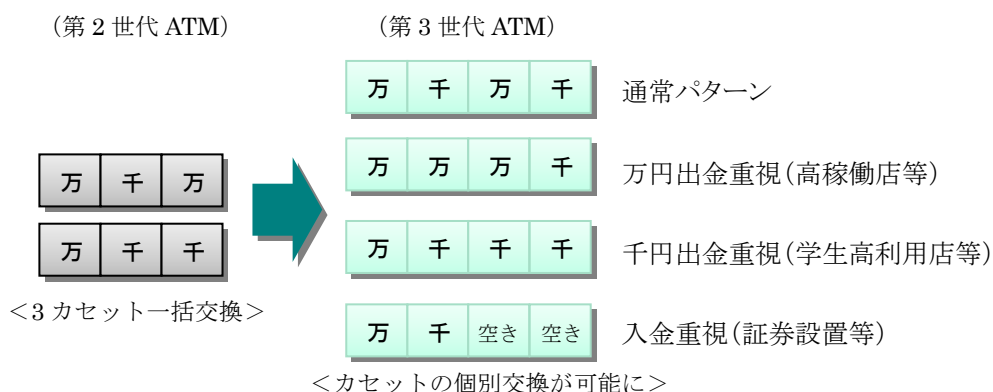 （第 2 世代 ATM）
（第 3 世代 ATM）
万 千 万 千 通常パターン
万 万 万 千 万円出金重視（高稼働店等）
万 千 万
万 千 千 千 千円出金重視（学生高利用店等）
万 千 千
＜3 カセット一括交換＞
万 千 空き 空き 入金重視（証券設置等）
＜カセットの個別交換が可能に＞